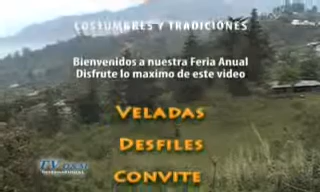 COSTUMBRES Y TRADICIONES
Bienvenidos a nuestra Feria Anual
Disfrute lo maximo de este video
VELADAS
DESFILES
CONVITE